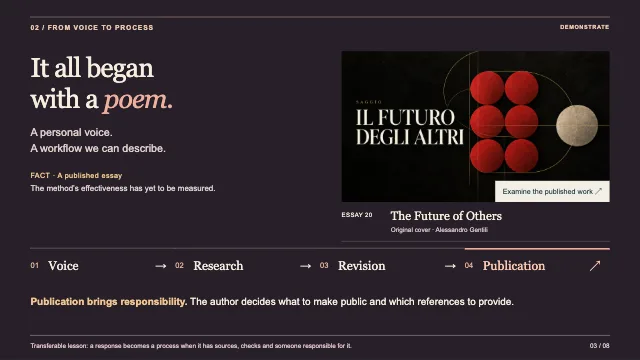 02 / FROM VOICE TO PROCESS
DEMONSTRATE
It all began
with a poem.
A personal voice.
A workflow we can describe.
FACT · A published essay
The method's effectiveness has yet to be measured.
SAGGIO
IL FUTURO
DEGLI ALTRI
Examine the published work ↗
ESSAY 20 The Future of Others
Original cover · Alessandro Gentili
01 Voice → 02 Research → 03 Revision → 04 Publication ↗
Publication brings responsibility. The author decides what to make public and which references to provide.
Transferable lesson: a response becomes a process when it has sources, checks and someone responsible for it.
03 / 08